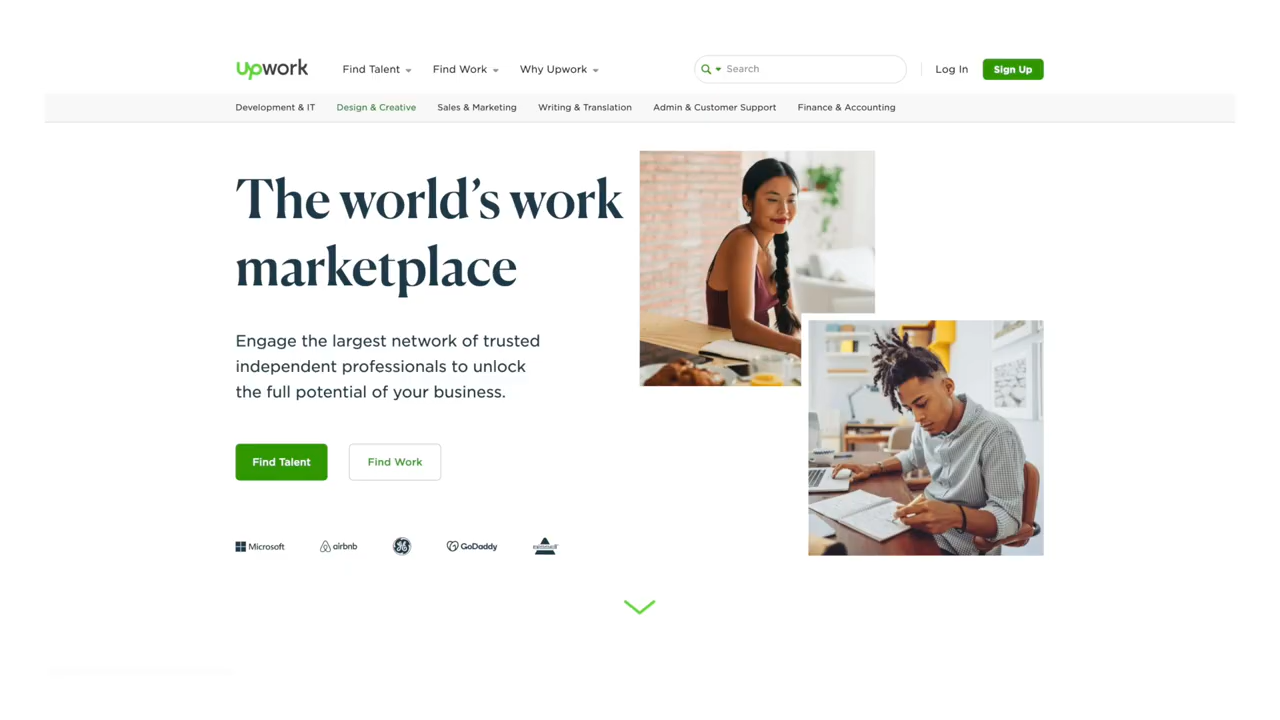 Upwork Find Talent Find Work Why Upwork Search Log In Sign Up
Development & IT Design & Creative Sales & Marketing Writing & Translation Admin & Customer Support Finance & Accounting
The world's work
marketplace
Engage the largest network of trusted
independent professionals to unlock
the full potential of your business.
Find Talent Find Work
Microsoft airbnb GE GoDaddy